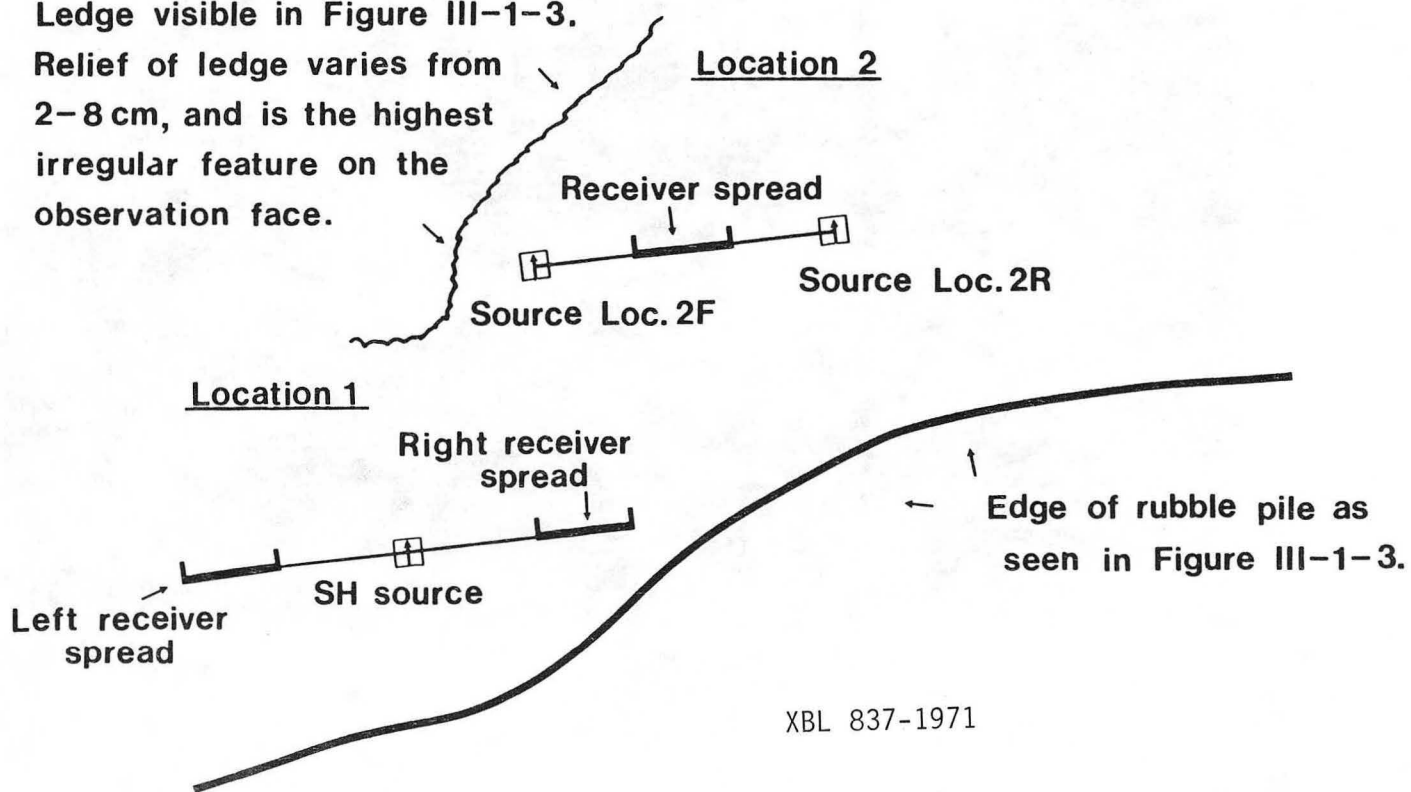 Ledge visible in Figure III-1-3.
Relief of ledge varies from
2-8 cm, and is the highest
irregular feature on the
observation face.
Location 2
Receiver spread
Source Loc. 2R
Source Loc. 2F
Location 1
Right receiver
spread
SH source
Left receiver
spread
Edge of rubble pile as
seen in Figure III-1-3.
XBL 837-1971